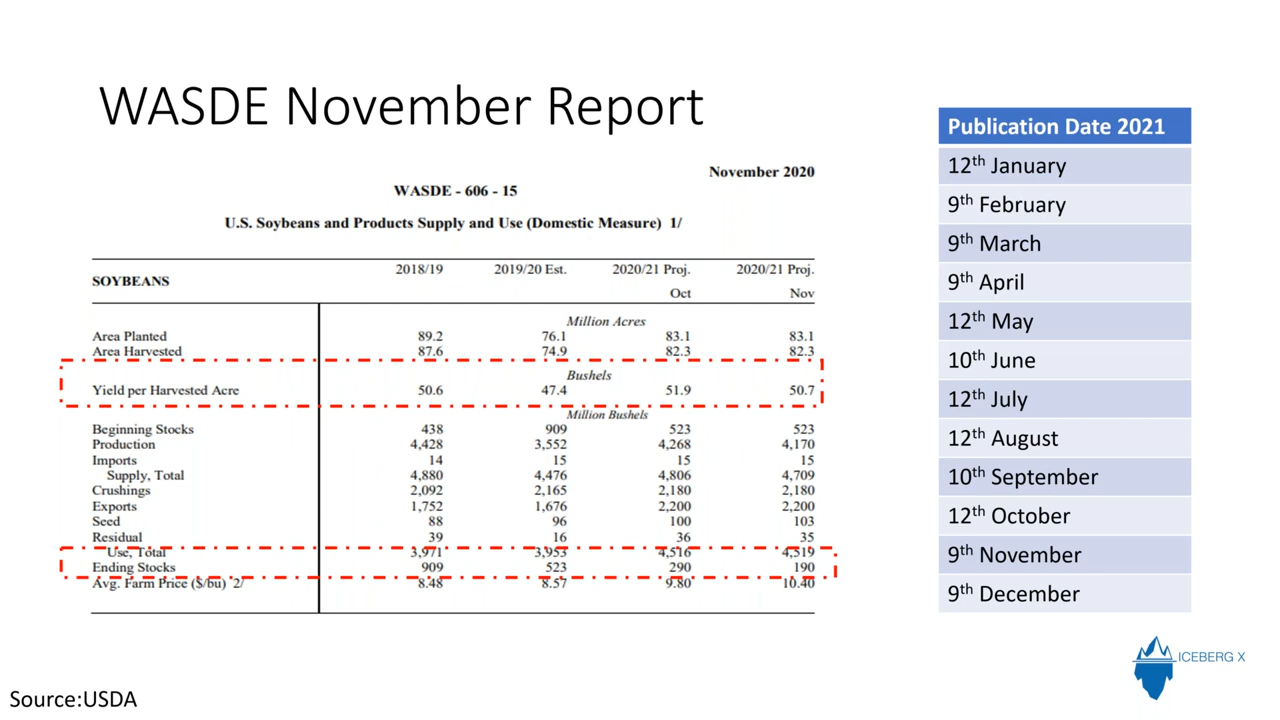 WASDE November Report
November 2020
WASDE - 606 - 15
U.S. Soybeans and Products Supply and Use (Domestic Measure) 1/
SOYBEANS 2018/19 2019/20 Est. 2020/21 Proj. 2020/21 Proj.
Oct Nov
Million Acres
Area Planted 89.2 76.1 83.1 83.1
Area Harvested 87.6 74.9 82.3 82.3
Bushels
Yield per Harvested Acre 50.6 47.4 51.9 50.7
Million Bushels
Beginning Stocks 438 909 523 523
Production 4,428 3,552 4,268 4,170
Imports 14 15 15 15
Supply, Total 4,880 4,476 4,806 4,709
Crushings 2,092 2,165 2,180 2,180
Exports 1,752 1,676 2,200 2,200
Seed 88 96 100 103
Residual 39 16 36 35
Use, Total 3,971 3,953 4,516 4,519
Ending Stocks 909 523 290 190
Avg. Farm Price ($/bu) 2/ 8.48 8.57 9.80 10.40
Publication Date 2021
12th January
9th February
9th March
9th April
12th May
10th June
12th July
12th August
10th September
12th October
9th November
9th December
ICEBERG X
Source:USDA